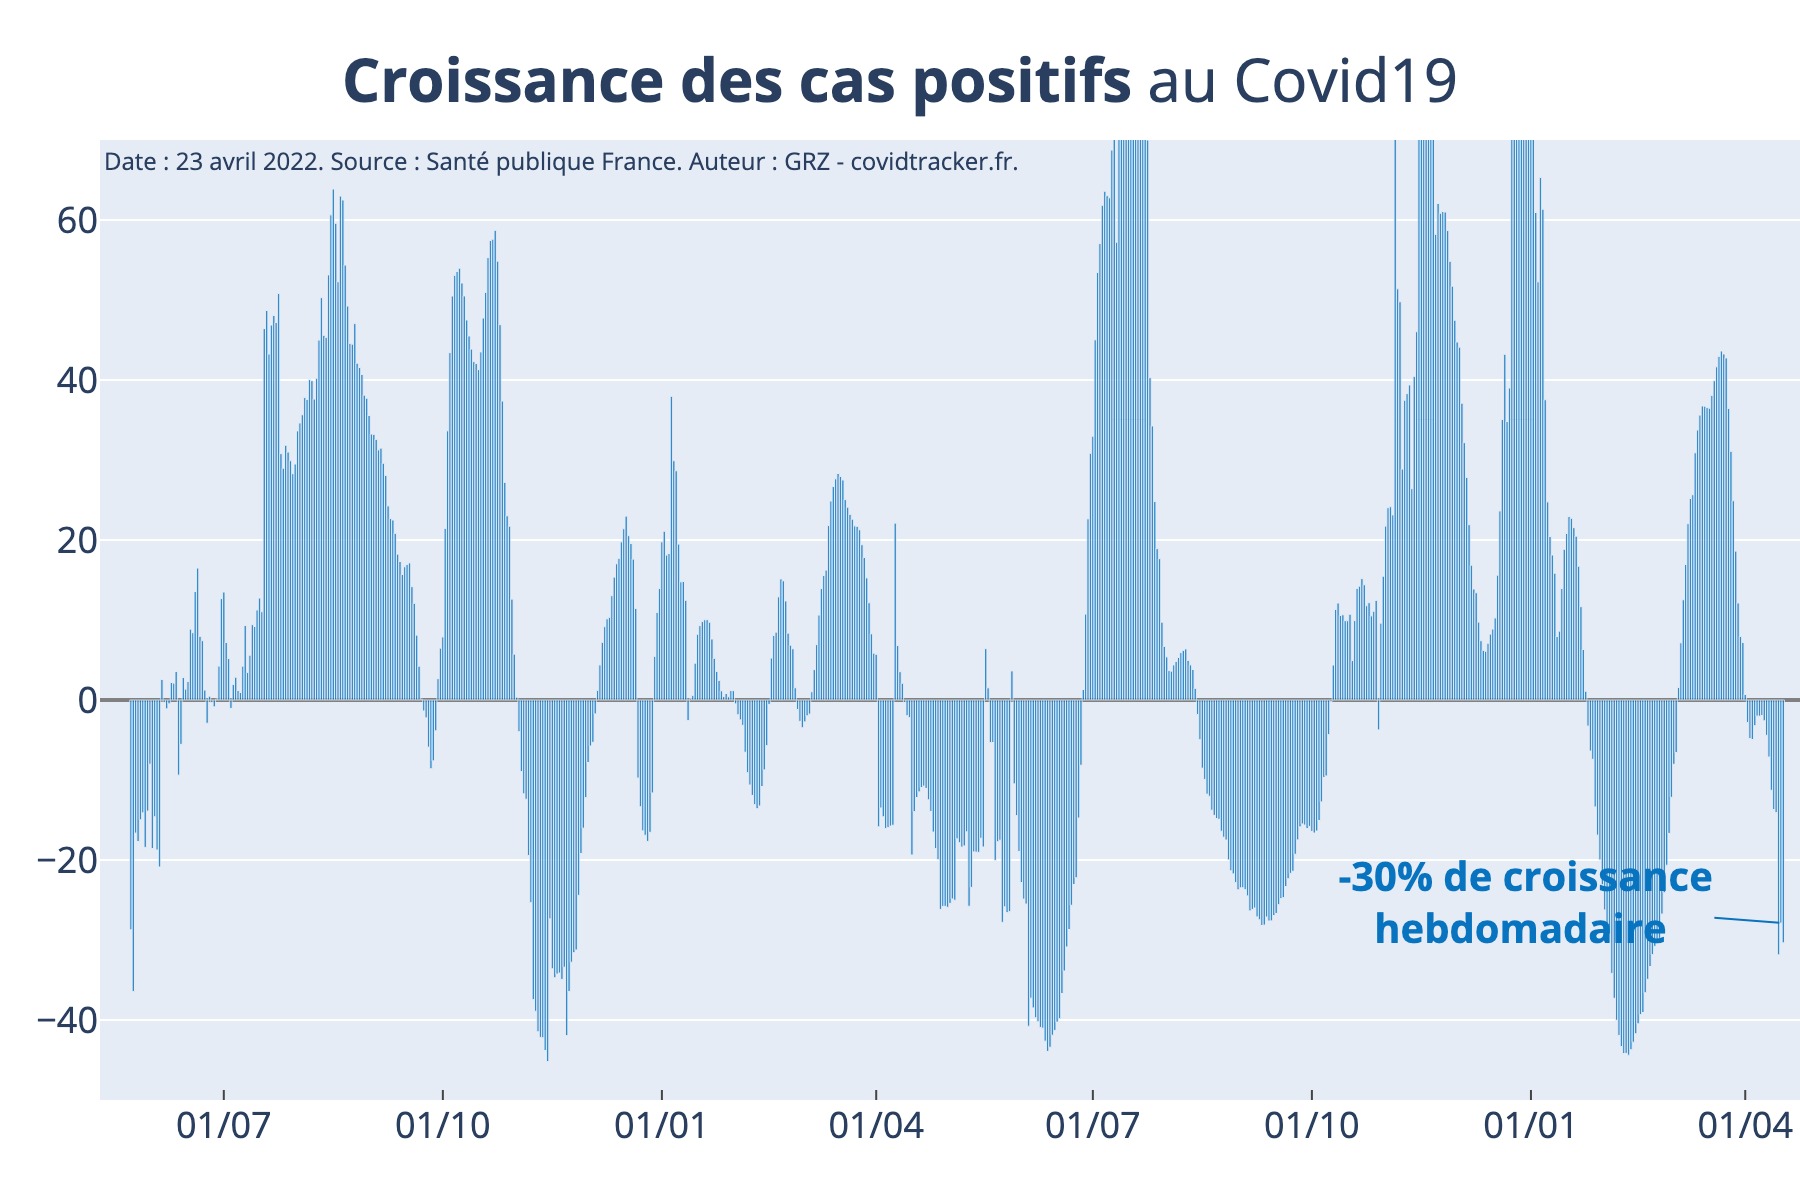 Croissance des cas positifs au Covid19
Date : 23 avril 2022. Source : Santé publique France. Auteur : GRZ - covidtracker.fr.
60
40
20
0
−20
−40
-30% de croissance
hebdomadaire
01/07 01/10 01/01 01/04 01/07 01/10 01/01 01/04